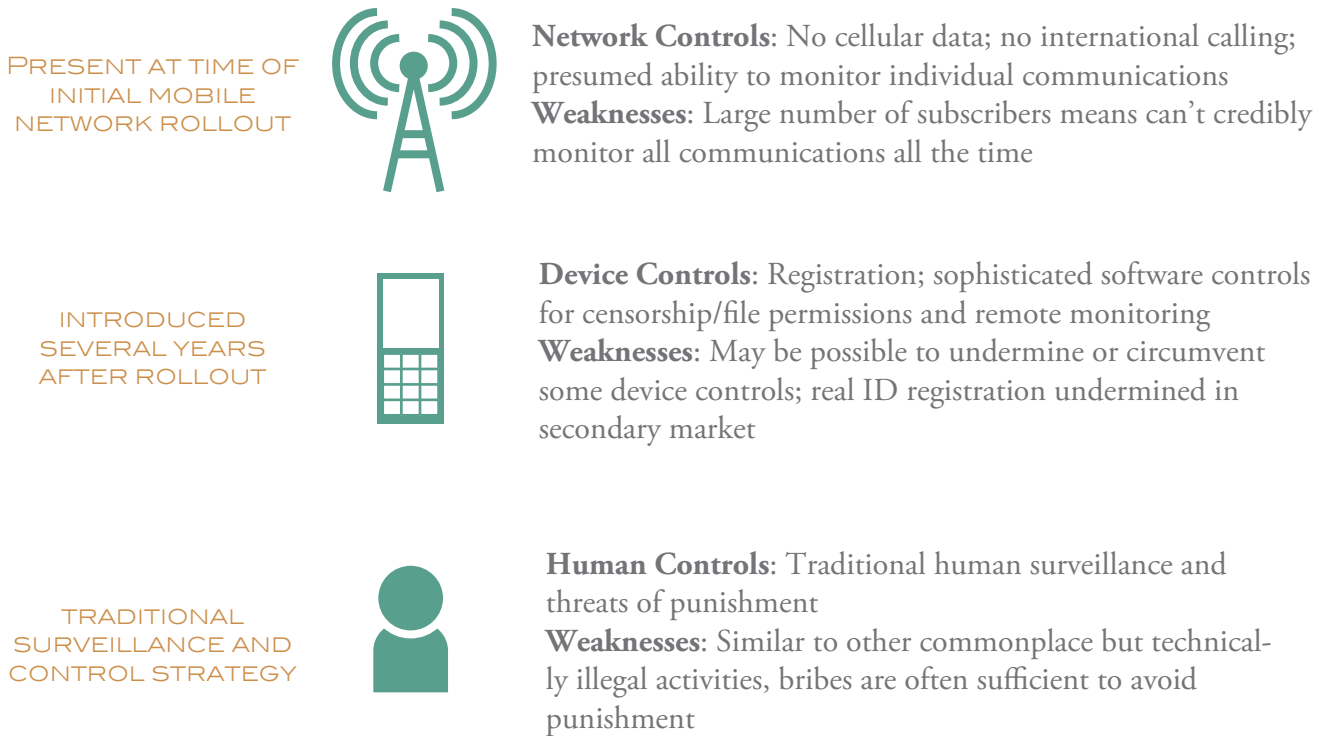 PRESENT AT TIME OF
INITIAL MOBILE
NETWORK ROLLOUT
Network Controls: No cellular data; no international calling;
presumed ability to monitor individual communications
Weaknesses: Large number of subscribers means can't credibly
monitor all communications all the time
INTRODUCED
SEVERAL YEARS
AFTER ROLLOUT
Device Controls: Registration; sophisticated software controls
for censorship/file permissions and remote monitoring
Weaknesses: May be possible to undermine or circumvent
some device controls; real ID registration undermined in
secondary market
TRADITIONAL
SURVEILLANCE AND
CONTROL STRATEGY
Human Controls: Traditional human surveillance and
threats of punishment
Weaknesses: Similar to other commonplace but technical-
ly illegal activities, bribes are often sufficient to avoid
punishment